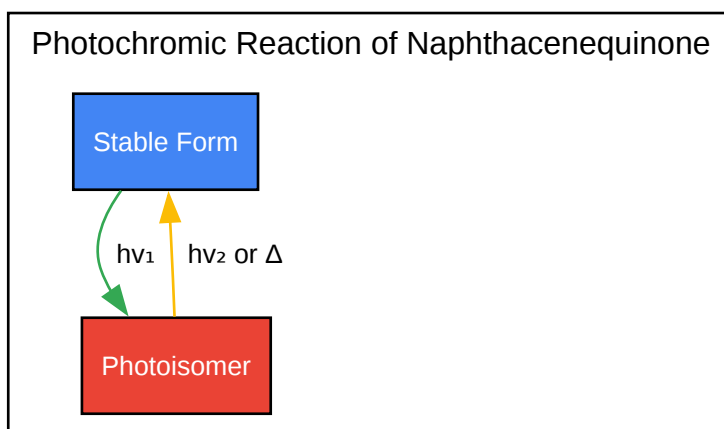 Photochromic Reaction of Naphthacenequinone
Stable Form
hv₁
hv₂ or Δ
Photoisomer